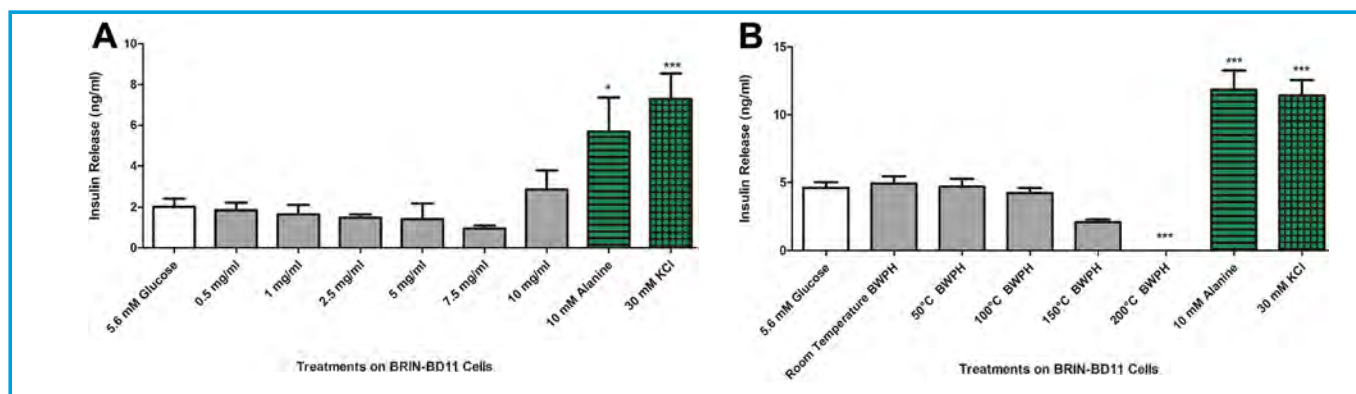 A
10
8
6
4
2
0
Insulin Release (ng/ml)
*
***
5.6 mM Glucose
0.5 mg/ml
1 mg/ml
2.5 mg/ml
5 mg/ml
7.5 mg/ml
10 mg/ml
10 mM Alanine
30 mM KCl
Treatments on BRIN-BD11 Cells
B
15
10
5
0
Insulin Release (ng/ml)
***
***
***
5.6 mM Glucose
Room Temperature BWPH
50°C BWPH
100°C BWPH
150°C BWPH
200°C BWPH
10 mM Alanine
30 mM KCl
Treatments on BRIN-BD11 Cells